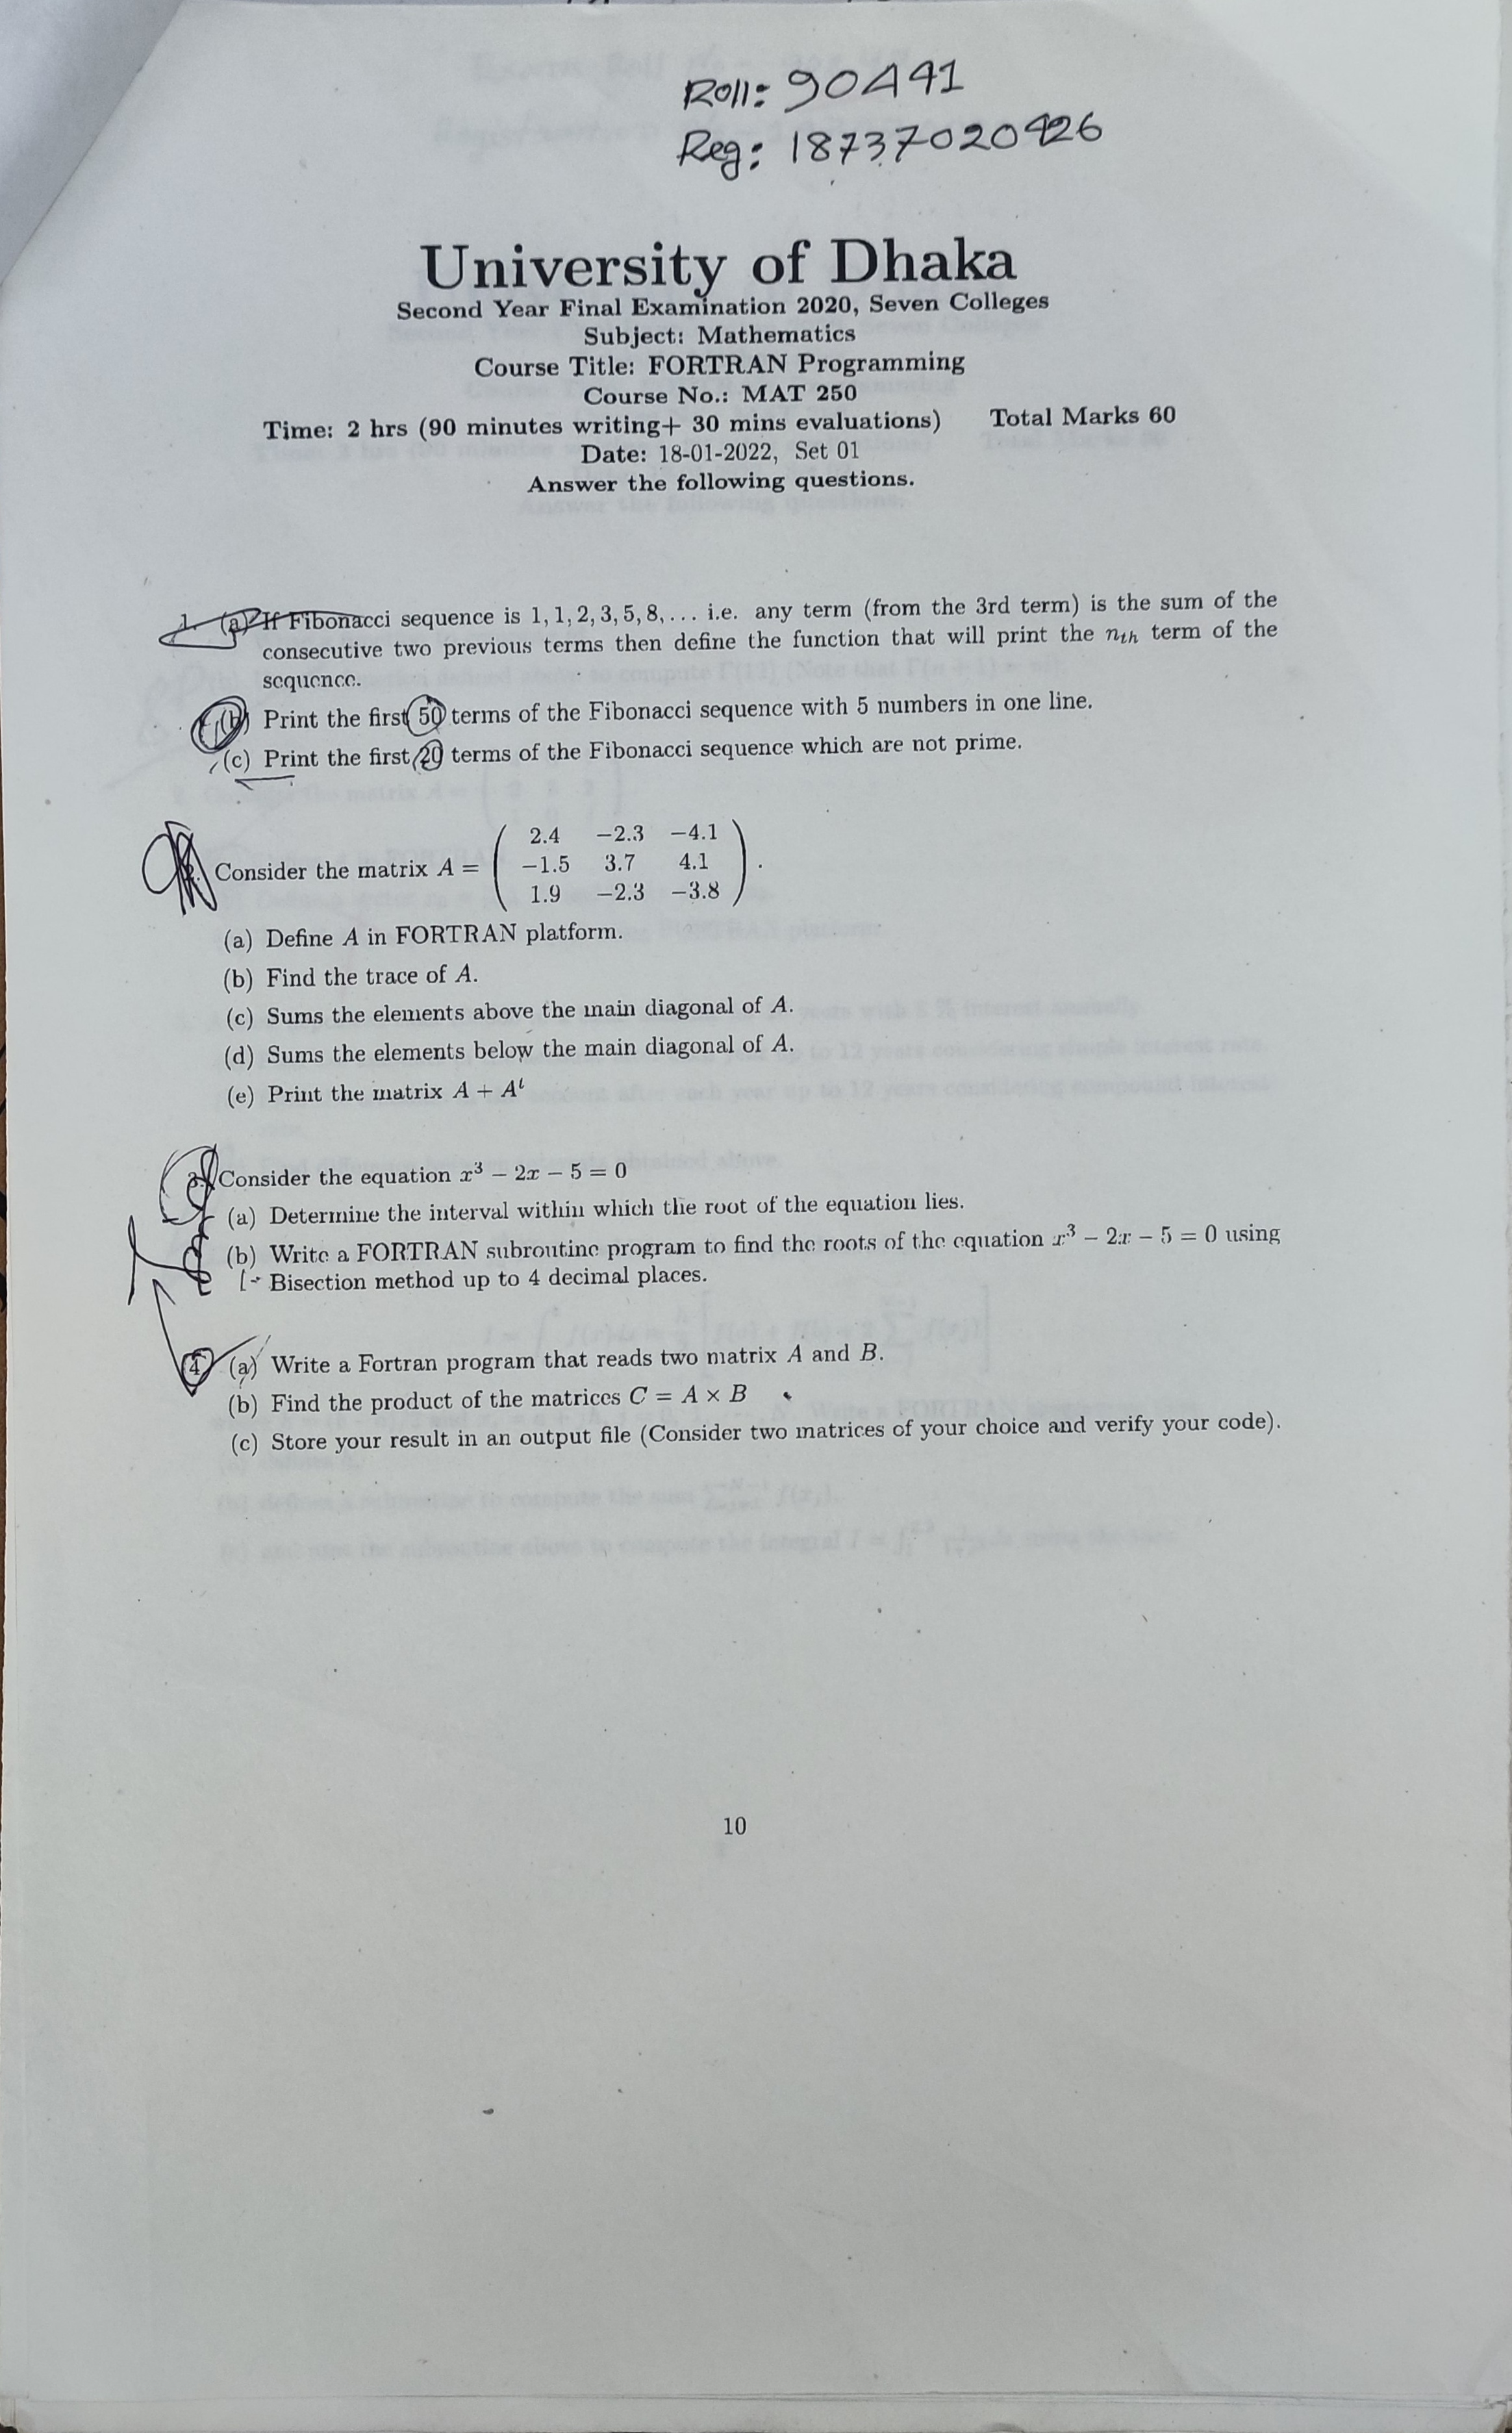 Roll: 90441
Reg: 18737020426
University of Dhaka
Second Year Final Examination 2020, Seven Colleges
Subject: Mathematics
Course Title: FORTRAN Programming
Course No.: MAT 250
Time: 2 hrs (90 minutes writing+ 30 mins evaluations) Total Marks 60
Date: 18-01-2022, Set 01
Answer the following questions.
1. (a) If Fibonacci sequence is 1, 1, 2, 3, 5, 8, ... i.e. any term (from the 3rd term) is the sum of the
consecutive two previous terms then define the function that will print the nth term of the
sequence.
(b) Print the first 50 terms of the Fibonacci sequence with 5 numbers in one line.
(c) Print the first 20 terms of the Fibonacci sequence which are not prime.
2.4 −2.3 −4.1
2. Consider the matrix A = −1.5 3.7 4.1 .
1.9 −2.3 −3.8
(a) Define A in FORTRAN platform.
(b) Find the trace of A.
(c) Sums the elements above the main diagonal of A.
(d) Sums the elements below the main diagonal of A.
(e) Print the matrix A + Aᵗ
3. Consider the equation x³ − 2x − 5 = 0
(a) Determine the interval within which the root of the equation lies.
(b) Write a FORTRAN subroutine program to find the roots of the equation x³ − 2x − 5 = 0 using
Bisection method up to 4 decimal places.
4. (a) Write a Fortran program that reads two matrix A and B.
(b) Find the product of the matrices C = A × B
(c) Store your result in an output file (Consider two matrices of your choice and verify your code).
10